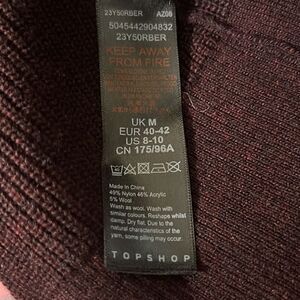 23Y50RBER AZ08
5045442904832
23Y50RBER
KEEP AWAY
FROM FIRE
UK M
EUR 40-42
US 8-10
CN 175/96A
Made in China
49% Nylon 46% Acrylic
5% Wool
Wash as wool. Wash with
similar colours. Reshape whilst
damp. Dry flat. Due to the
natural characteristics of the
yarn, some pilling may occur.
TOPSHOP